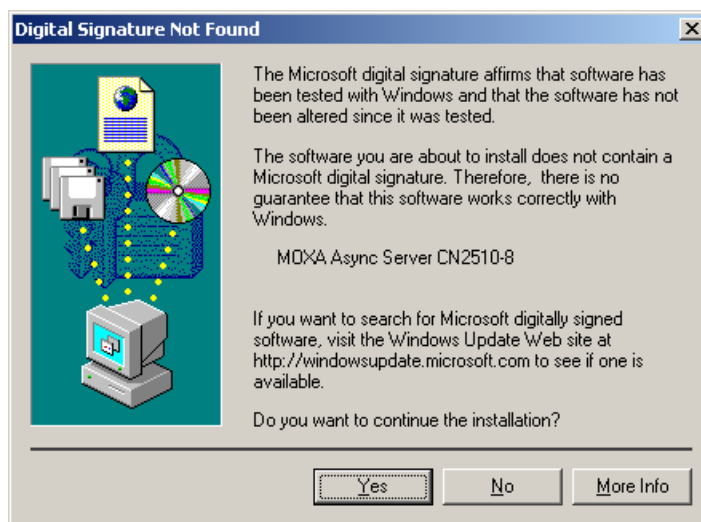 Digital Signature Not Found
The Microsoft digital signature affirms that software has
been tested with Windows and that the software has not
been altered since it was tested.
The software you are about to install does not contain a
Microsoft digital signature. Therefore,  there is no
guarantee that this software works correctly with
Windows.
MOXA Async Server CN2510-8
If you want to search for Microsoft digitally signed
software, visit the Windows Update Web site at
http://windowsupdate.microsoft.com to see if one is
available.
Do you want to continue the installation?
Yes No More Info